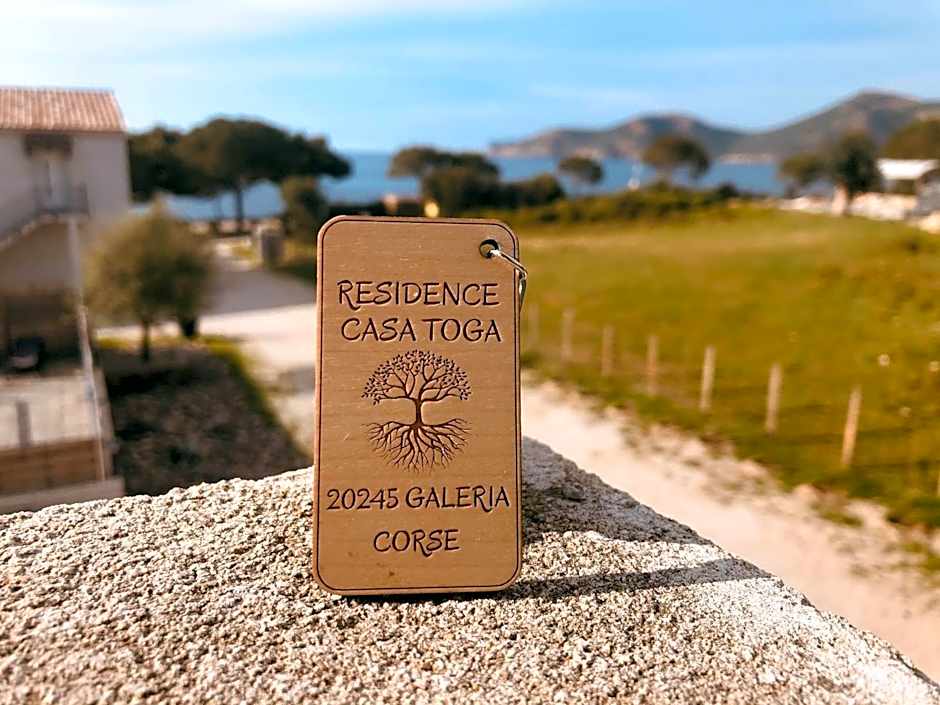 RESIDENCE
CASA TOGA
20245 GALERIA
CORSE